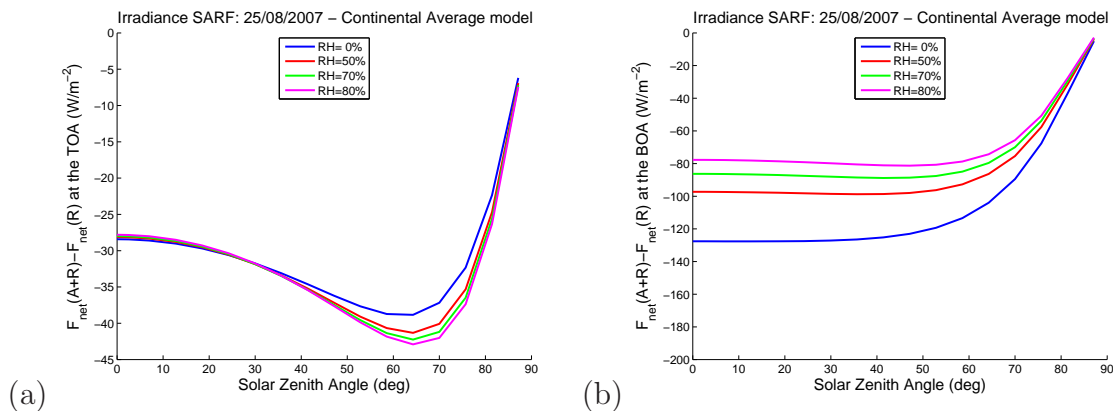 Irradiance SARF: 25/08/2007 – Continental Average model
0
−5
−10
−15
−20
−25
−30
−35
−40
−45
F_net(A+R)−F_net(R) at the TOA (W/m^−2)
RH= 0%
RH=50%
RH=70%
RH=80%
0 10 20 30 40 50 60 70 80 90
Solar Zenith Angle (deg)
(a)
Irradiance SARF: 25/08/2007 – Continental Average model
0
−20
−40
−60
−80
−100
−120
−140
−160
−180
−200
F_net(A+R)−F_net(R) at the BOA (W/m^−2)
RH= 0%
RH=50%
RH=70%
RH=80%
0 10 20 30 40 50 60 70 80 90
Solar Zenith Angle (deg)
(b)